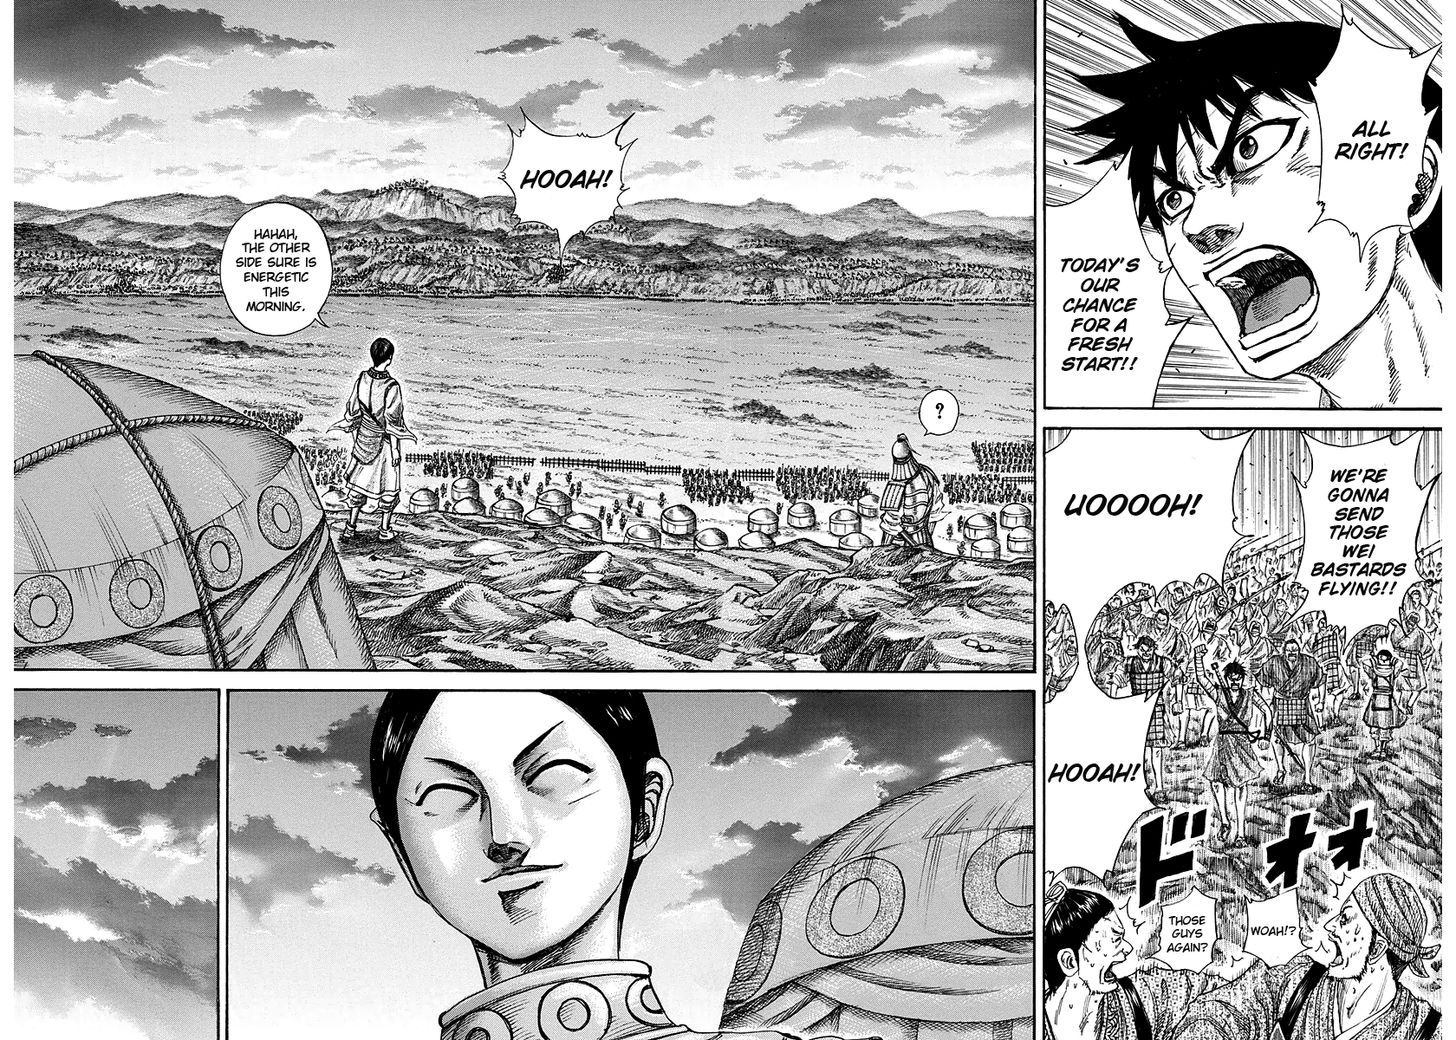 ALL
RIGHT!
TODAY'S
OUR
CHANCE
FOR A
FRESH
START!!
WE'RE
GONNA
SEND
THOSE
WEI
BASTARDS
FLYING!!
UOOOOH!
HOOAH!
ドオォ
WOAH!?
THOSE
GUYS
AGAIN?
HOOAH!
HAHAH,
THE OTHER
SIDE SURE IS
ENERGETIC
THIS
MORNING.
?